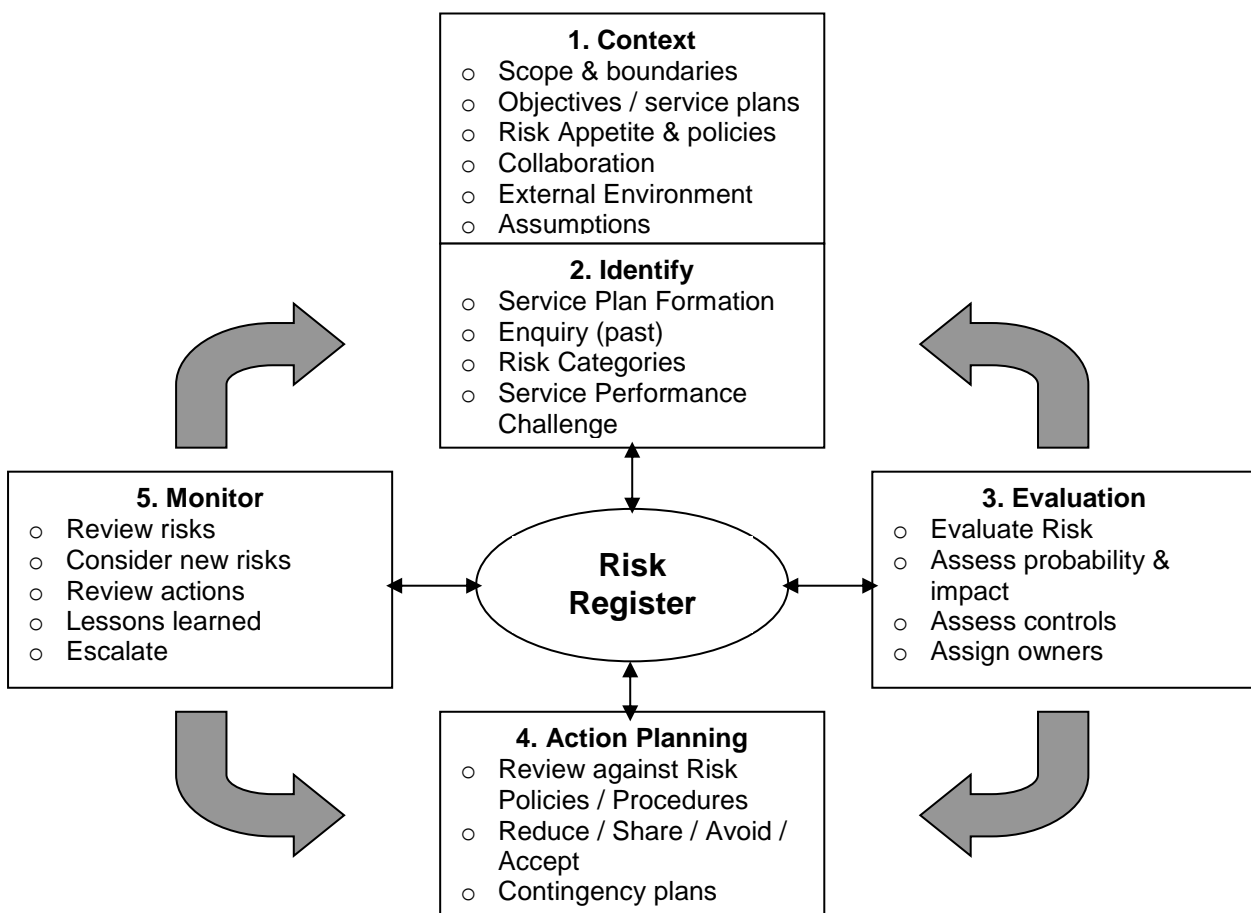 1. Context
o Scope & boundaries
o Objectives / service plans
o Risk Appetite & policies
o Collaboration
o External Environment
o Assumptions
2. Identify
o Service Plan Formation
o Enquiry (past)
o Risk Categories
o Service Performance
Challenge
5. Monitor
o Review risks
o Consider new risks
o Review actions
o Lessons learned
o Escalate
Risk
Register
3. Evaluation
o Evaluate Risk
o Assess probability &
impact
o Assess controls
o Assign owners
4. Action Planning
o Review against Risk
Policies / Procedures
o Reduce / Share / Avoid /
Accept
o Contingency plans